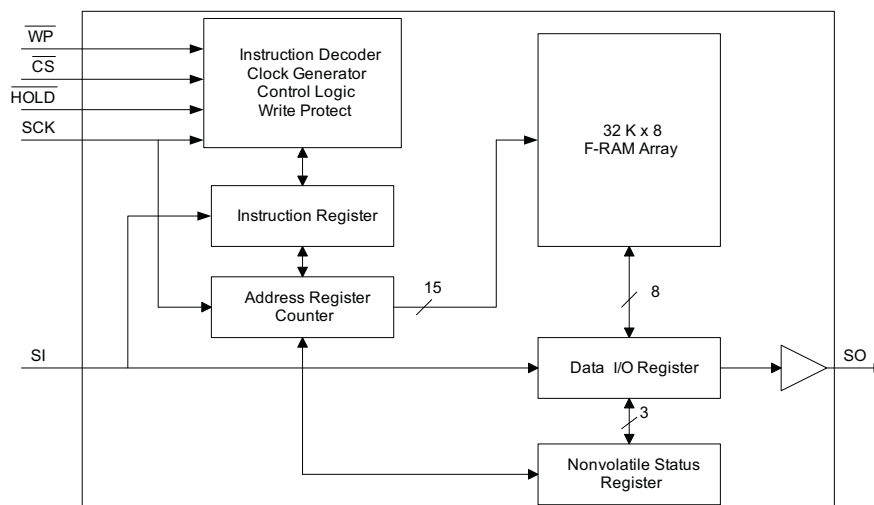 WP
CS
HOLD
SCK
Instruction Decoder
Clock Generator
Control Logic
Write Protect
32 K x 8
F-RAM Array
Instruction Register
Address Register
Counter
15
8
SI
Data I/O Register
SO
3
Nonvolatile Status
Register